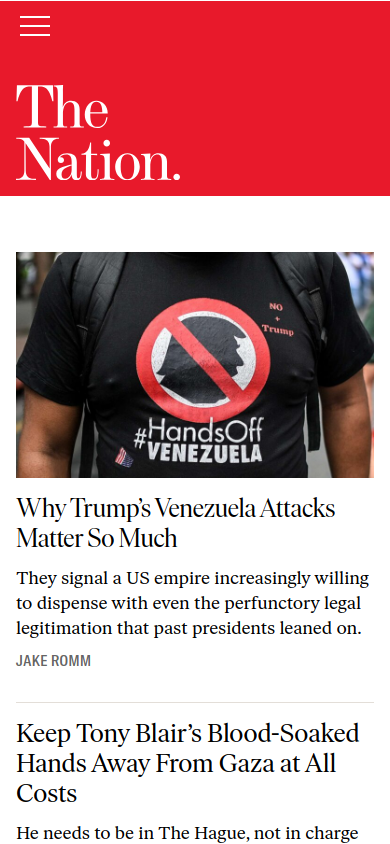 The
Nation.
NO
+
Trump
#HandsOff
VENEZUELA
Why Trump's Venezuela Attacks
Matter So Much
They signal a US empire increasingly willing
to dispense with even the perfunctory legal
legitimation that past presidents leaned on.
JAKE ROMM
Keep Tony Blair's Blood-Soaked
Hands Away From Gaza at All
Costs
He needs to be in The Hague, not in charge